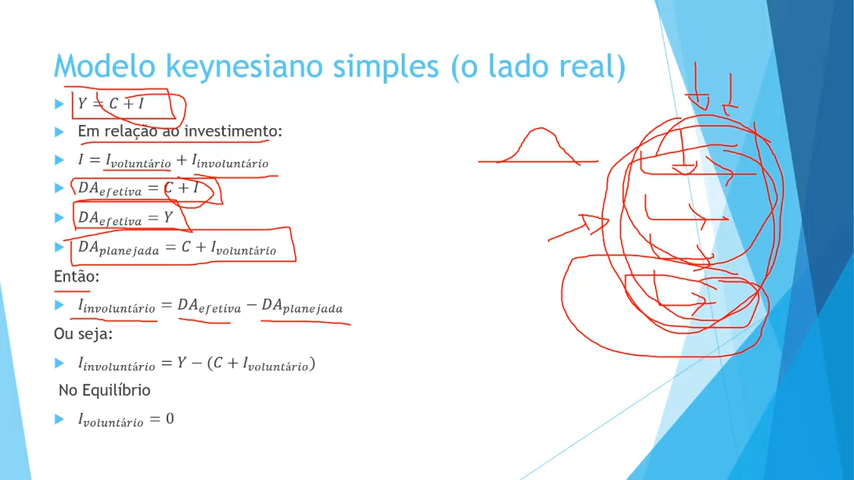 Modelo keynesiano simples (o lado real)
Y = C + I
Em relação ao investimento:
I = I_voluntário + I_involuntário
DA_efetiva = C + I
DA_efetiva = Y
DA_planejada = C + I_voluntário
Então:
I_involuntário = DA_efetiva − DA_planejada
Ou seja:
I_involuntário = Y − (C + I_voluntário)
No Equilíbrio
I_voluntário = 0